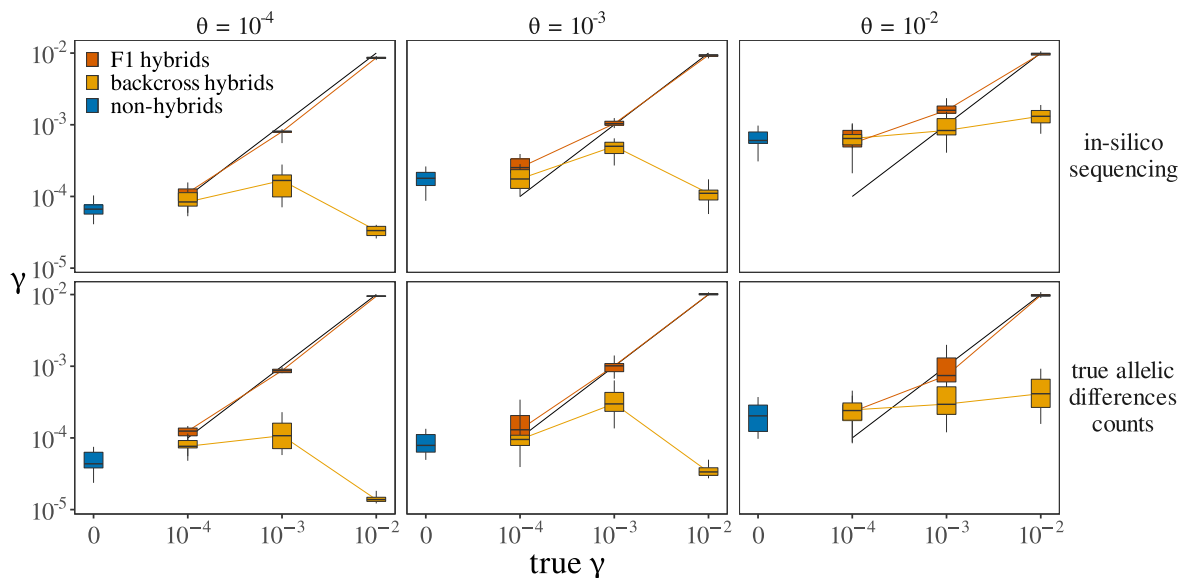 θ = 10⁻⁴
θ = 10⁻³
θ = 10⁻²
F1 hybrids
backcross hybrids
non-hybrids
10⁻²
10⁻³
10⁻⁴
10⁻⁵
in-silico
sequencing
γ
10⁻²
10⁻³
10⁻⁴
10⁻⁵
true allelic
differences
counts
0 10⁻⁴ 10⁻³ 10⁻² 0 10⁻⁴ 10⁻³ 10⁻² 0 10⁻⁴ 10⁻³ 10⁻²
true γ